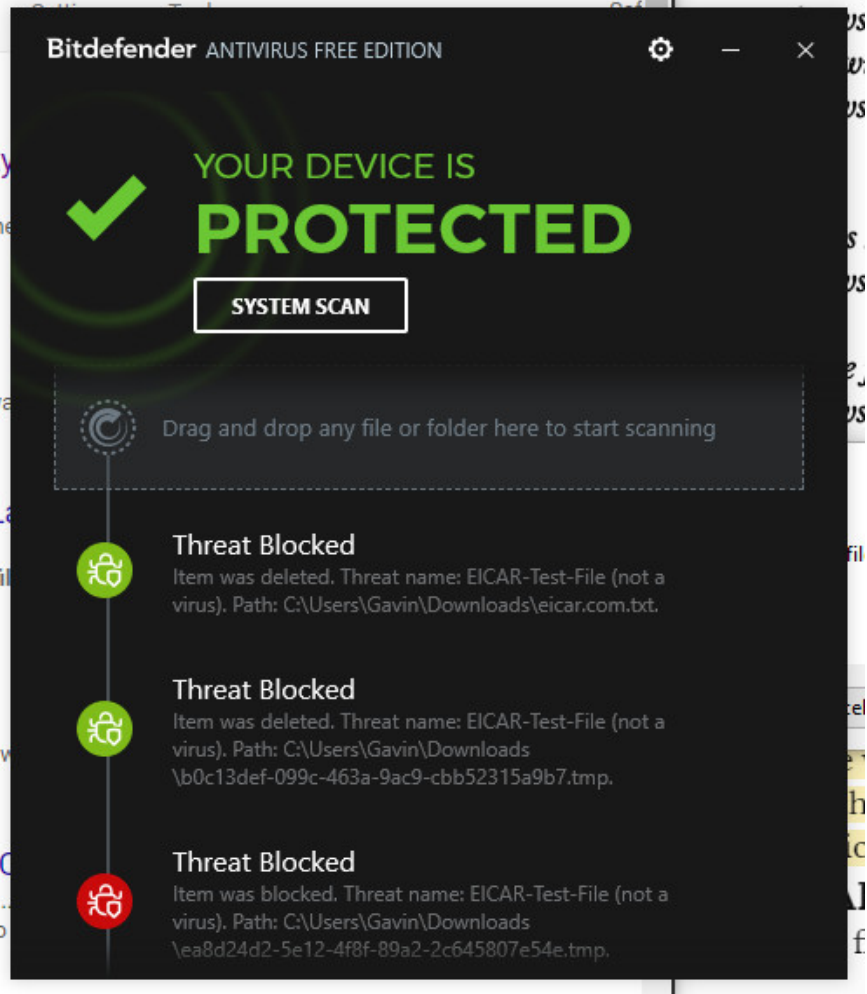 Bitdefender ANTIVIRUS FREE EDITION
YOUR DEVICE IS
PROTECTED
SYSTEM SCAN
Drag and drop any file or folder here to start scanning
Threat Blocked
Item was deleted. Threat name: EICAR-Test-File (not a
virus). Path: C:\Users\Gavin\Downloads\eicar.com.txt.
Threat Blocked
Item was deleted. Threat name: EICAR-Test-File (not a
virus). Path: C:\Users\Gavin\Downloads
\b0c13def-099c-463a-9ac9-cbb52315a9b7.tmp.
Threat Blocked
Item was blocked. Threat name: EICAR-Test-File (not a
virus). Path: C:\Users\Gavin\Downloads
\ea8d24d2-5e12-4f8f-89a2-2c645807e54e.tmp.